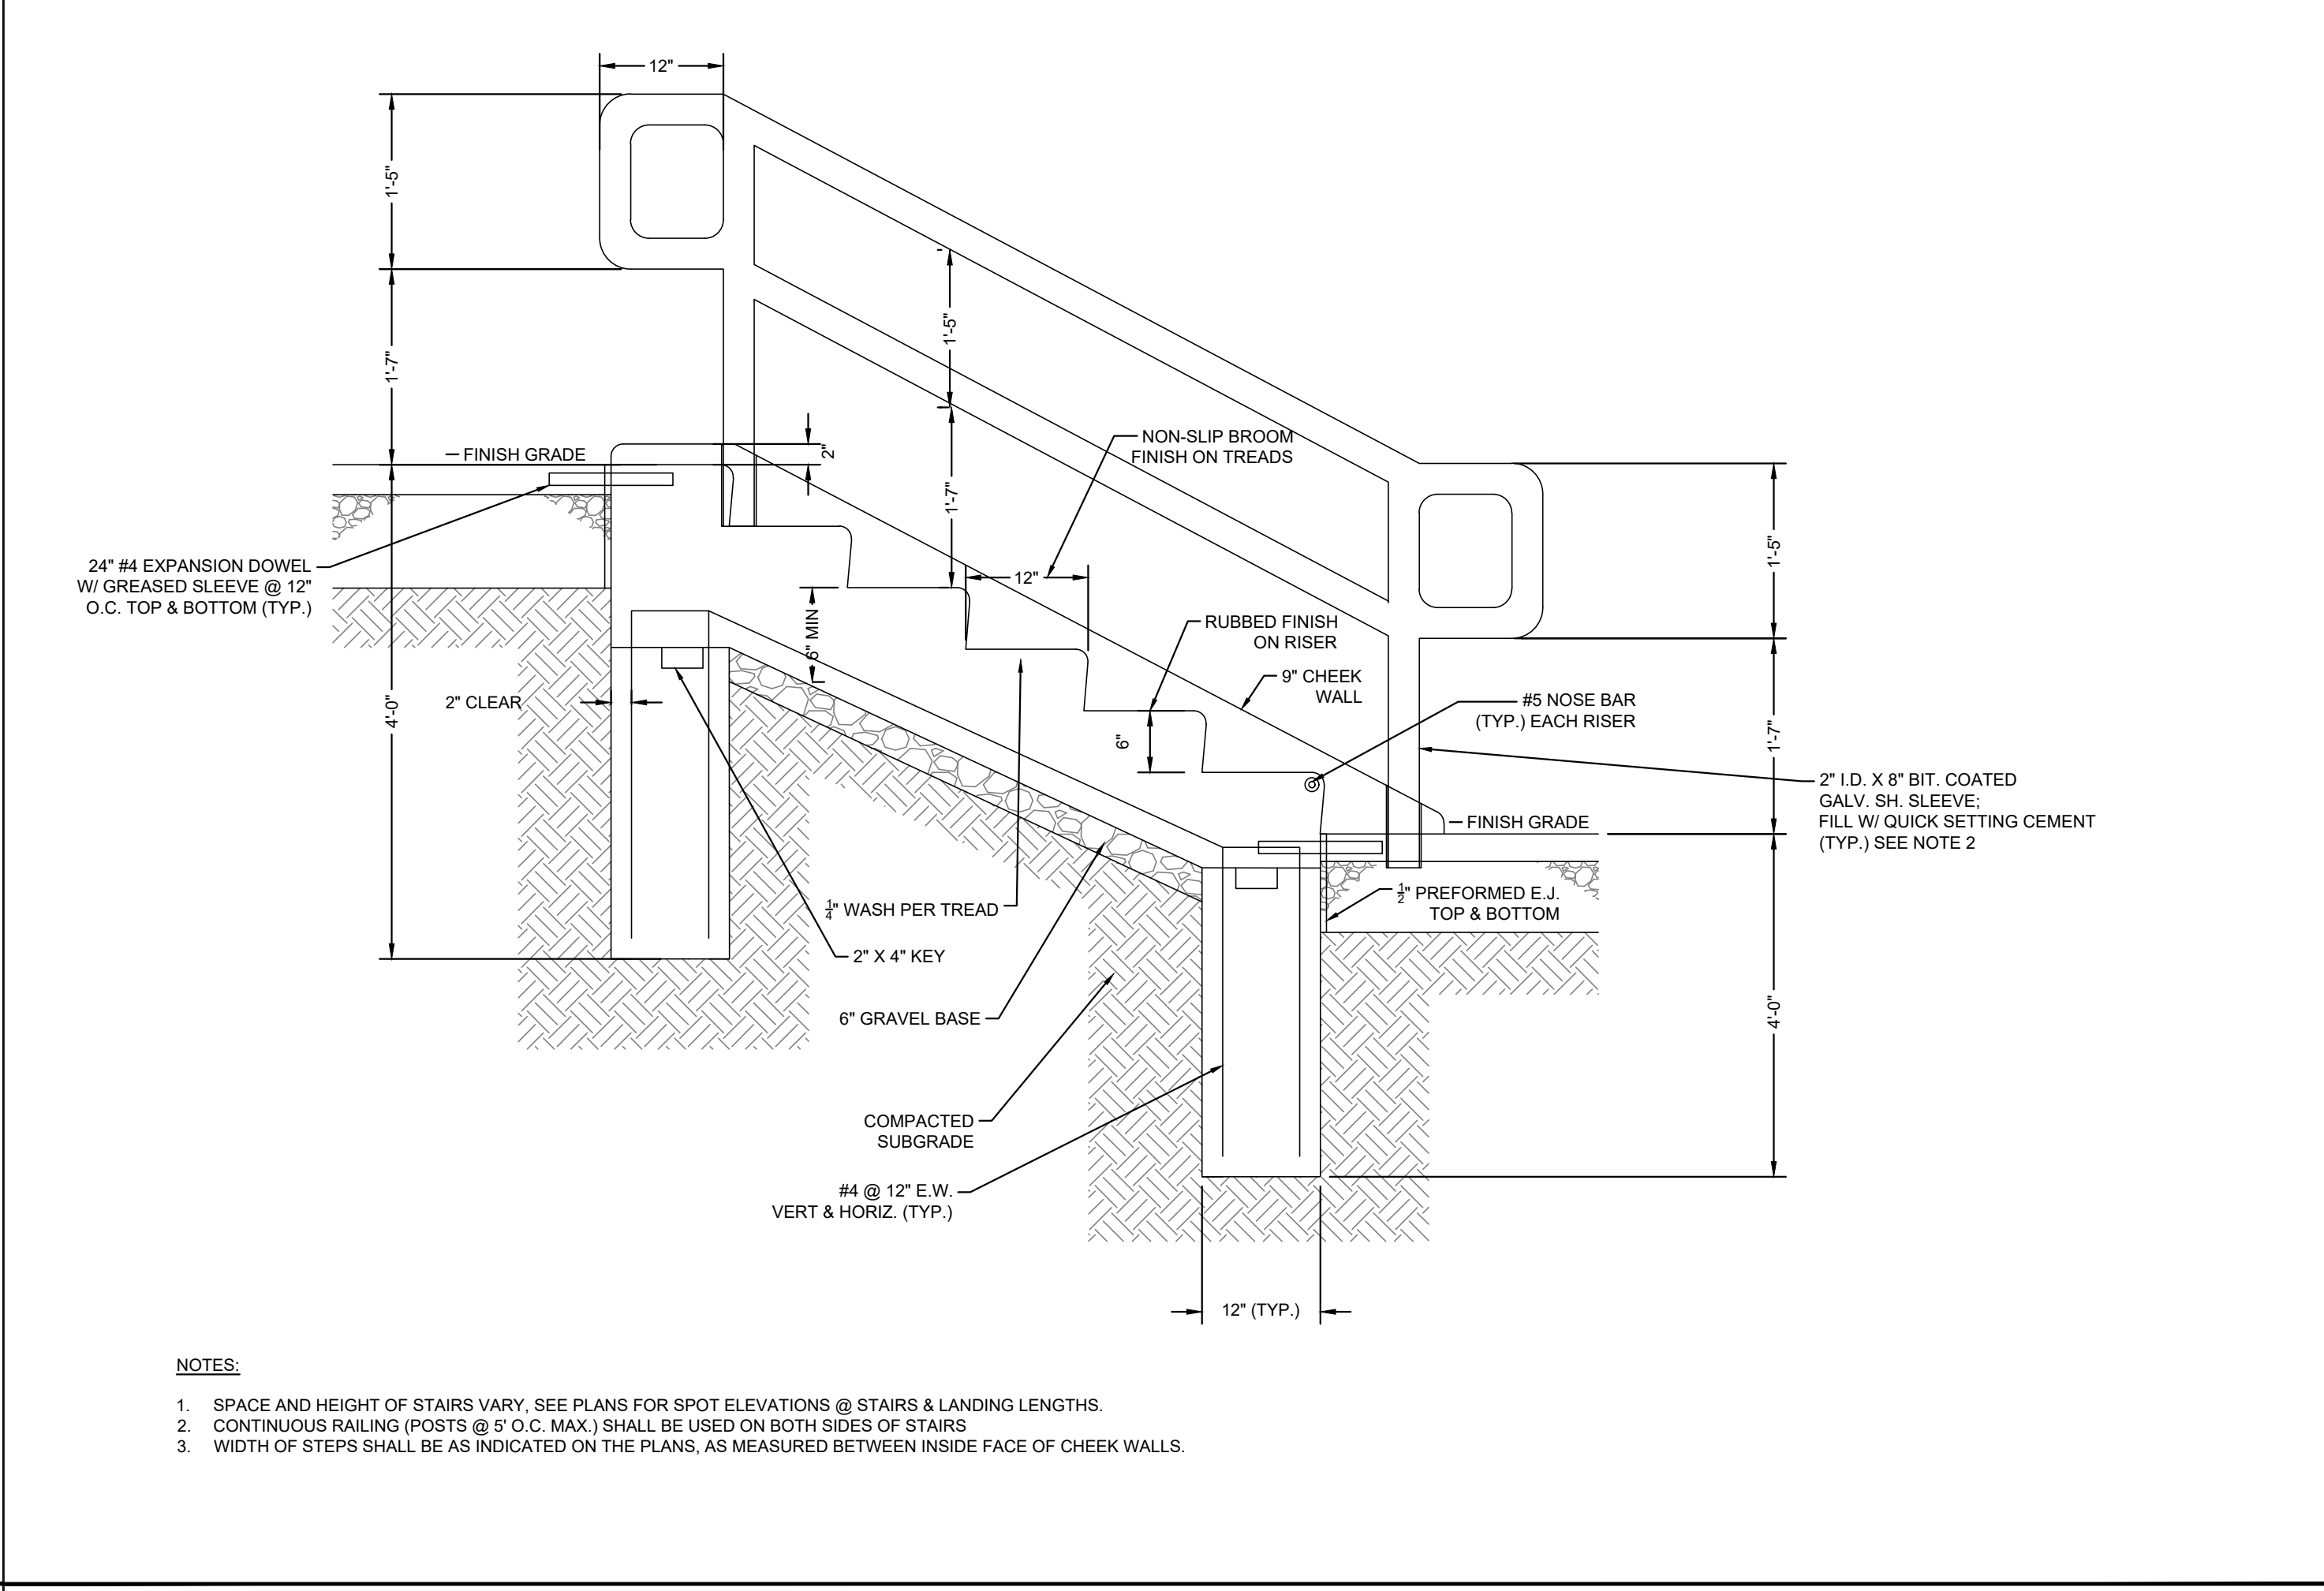 12"
1'-5"
1'-7"
4'-0"
FINISH GRADE
24" #4 EXPANSION DOWEL
W/ GREASED SLEEVE @ 12"
O.C. TOP & BOTTOM (TYP.)
2" CLEAR
2"
1'-5"
1'-7"
6" MIN
NON-SLIP BROOM
FINISH ON TREADS
12"
RUBBED FINISH
ON RISER
9" CHEEK
WALL
6"
#5 NOSE BAR
(TYP.) EACH RISER
1'-5"
1'-7"
4'-0"
2" I.D. X 8" BIT. COATED
GALV. SH. SLEEVE;
FILL W/ QUICK SETTING CEMENT
(TYP.) SEE NOTE 2
FINISH GRADE
1/2" PREFORMED E.J.
TOP & BOTTOM
1/4" WASH PER TREAD
2" X 4" KEY
6" GRAVEL BASE
COMPACTED
SUBGRADE
#4 @ 12" E.W.
VERT & HORIZ. (TYP.)
12" (TYP.)
NOTES:
1. SPACE AND HEIGHT OF STAIRS VARY, SEE PLANS FOR SPOT ELEVATIONS @ STAIRS & LANDING LENGTHS.
2. CONTINUOUS RAILING (POSTS @ 5' O.C. MAX.) SHALL BE USED ON BOTH SIDES OF STAIRS
3. WIDTH OF STEPS SHALL BE AS INDICATED ON THE PLANS, AS MEASURED BETWEEN INSIDE FACE OF CHEEK WALLS.